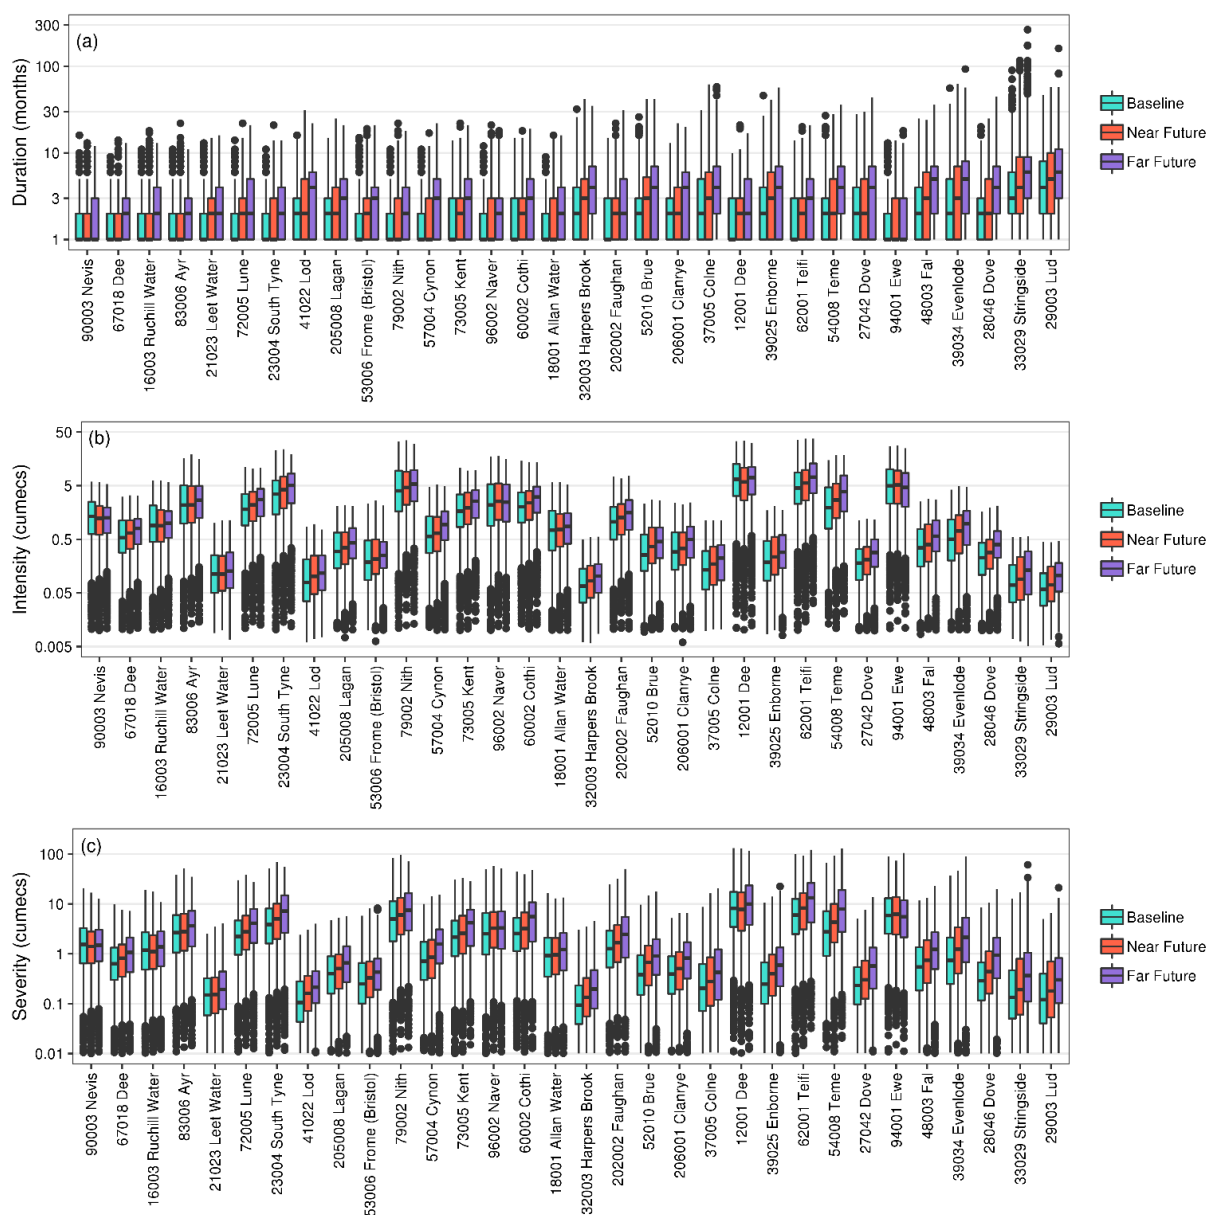 (a)
Duration (months)
300
100
30
10
3
1
90003 Nevis
67018 Dee
16003 Ruchill Water
83006 Ayr
21023 Leet Water
72005 Lune
23004 South Tyne
41022 Lod
205008 Lagan
53006 Frome (Bristol)
79002 Nith
57004 Cynon
73005 Kent
96002 Naver
60002 Cothi
18001 Allan Water
32003 Harpers Brook
202002 Faughan
52010 Brue
206001 Clanrye
37005 Colne
12001 Dee
39025 Enborne
62001 Teifi
54008 Teme
27042 Dove
94001 Ewe
48003 Fal
39034 Evenlode
28046 Dove
33029 Stringside
29003 Lud
Baseline
Near Future
Far Future
(b)
Intensity (cumecs)
50
5
0.5
0.05
0.005
90003 Nevis
67018 Dee
16003 Ruchill Water
83006 Ayr
21023 Leet Water
72005 Lune
23004 South Tyne
41022 Lod
205008 Lagan
53006 Frome (Bristol)
79002 Nith
57004 Cynon
73005 Kent
96002 Naver
60002 Cothi
18001 Allan Water
32003 Harpers Brook
202002 Faughan
52010 Brue
206001 Clanrye
37005 Colne
12001 Dee
39025 Enborne
62001 Teifi
54008 Teme
27042 Dove
94001 Ewe
48003 Fal
39034 Evenlode
28046 Dove
33029 Stringside
29003 Lud
Baseline
Near Future
Far Future
(c)
Severity (cumecs)
100
10
1
0.1
0.01
90003 Nevis
67018 Dee
16003 Ruchill Water
83006 Ayr
21023 Leet Water
72005 Lune
23004 South Tyne
41022 Lod
205008 Lagan
53006 Frome (Bristol)
79002 Nith
57004 Cynon
73005 Kent
96002 Naver
60002 Cothi
18001 Allan Water
32003 Harpers Brook
202002 Faughan
52010 Brue
206001 Clanrye
37005 Colne
12001 Dee
39025 Enborne
62001 Teifi
54008 Teme
27042 Dove
94001 Ewe
48003 Fal
39034 Evenlode
28046 Dove
33029 Stringside
29003 Lud
Baseline
Near Future
Far Future